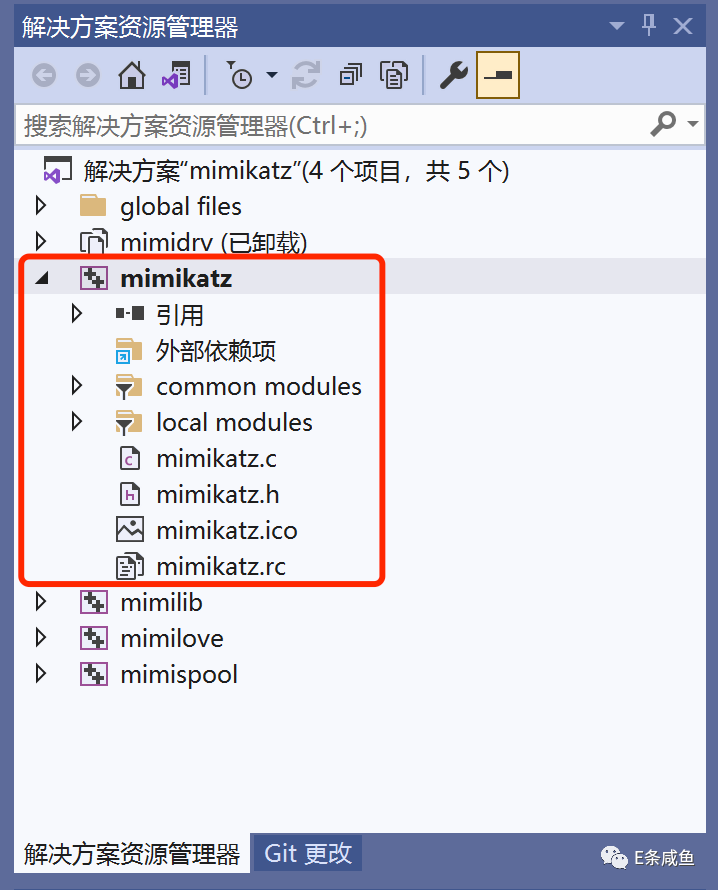 解决方案资源管理器
搜索解决方案资源管理器(Ctrl+;)
解决方案“mimikatz”(4 个项目，共 5 个)
global files
mimidrv (已卸载)
mimikatz
引用
外部依赖项
common modules
local modules
mimikatz.c
mimikatz.h
mimikatz.ico
mimikatz.rc
mimilib
mimilove
mimispool
解决方案资源管理器 Git 更改
E条咸鱼